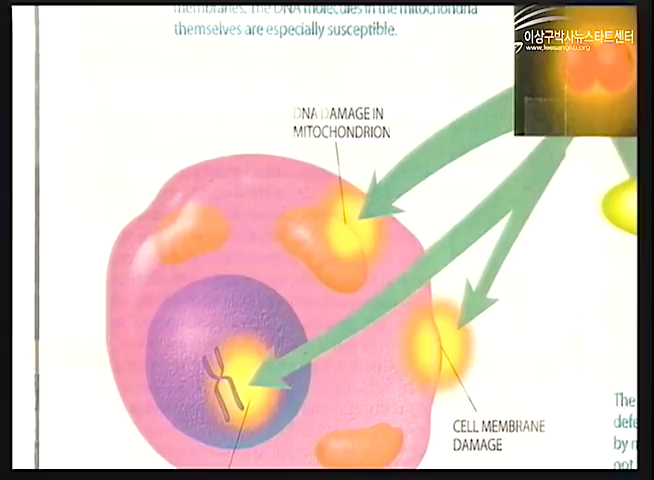 membranes. The DNA molecules in the mitochondria
themselves are especially susceptible.
이상구박사뉴스타트센터
www.leesangku.org
DNA DAMAGE IN
MITOCHONDRION
CELL MEMBRANE
DAMAGE
The
defe
by
not